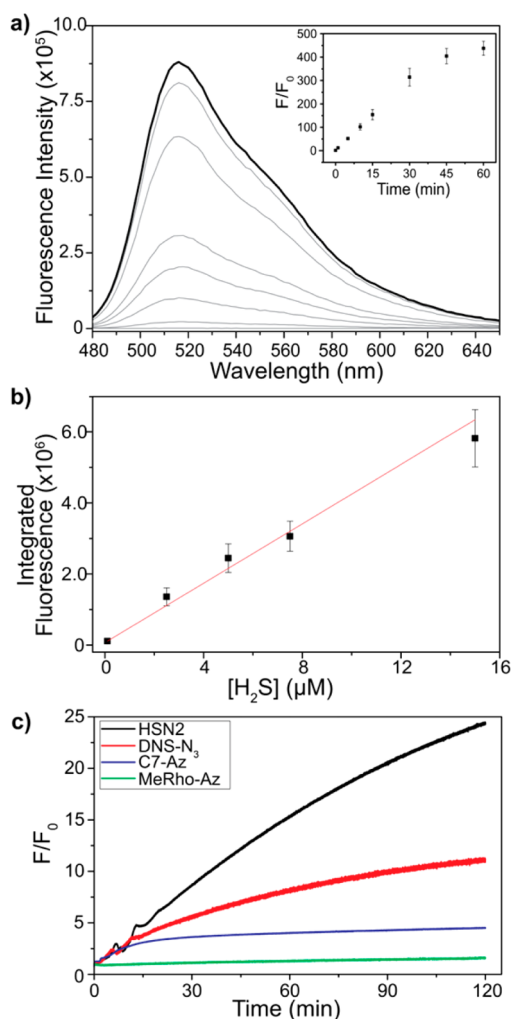 a)
Fluorescence Intensity (x10⁵)
10.0
7.5
5.0
2.5
0
480 500 520 540 560 580 600 620 640
Wavelength (nm)
F/F₀
500
400
300
200
100
0
0 15 30 45 60
Time (min)
b)
Integrated
Fluorescence (x10⁶)
6.0
4.0
2.0
0
0 4 8 12 16
[H₂S] (µM)
c)
F/F₀
25
20
15
10
5
0
HSN2
DNS-N₃
C7-Az
MeRho-Az
0 30 60 90 120
Time (min)